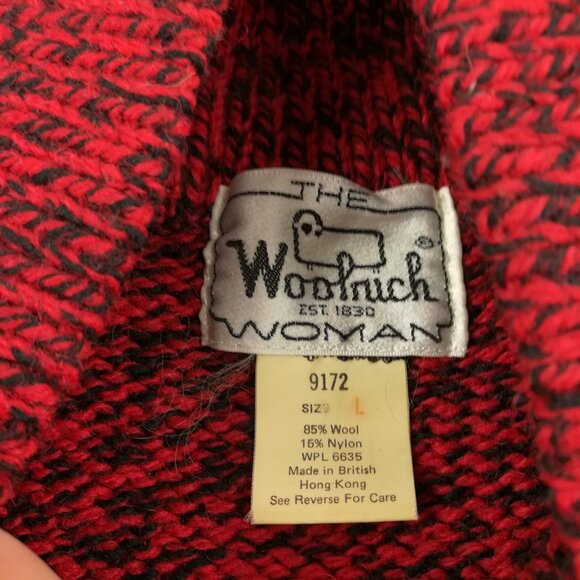 THE
Woolrich
®
EST. 1830
WOMAN
9172
SIZE L
85% Wool
15% Nylon
WPL 6635
Made in British
Hong Kong
See Reverse For Care